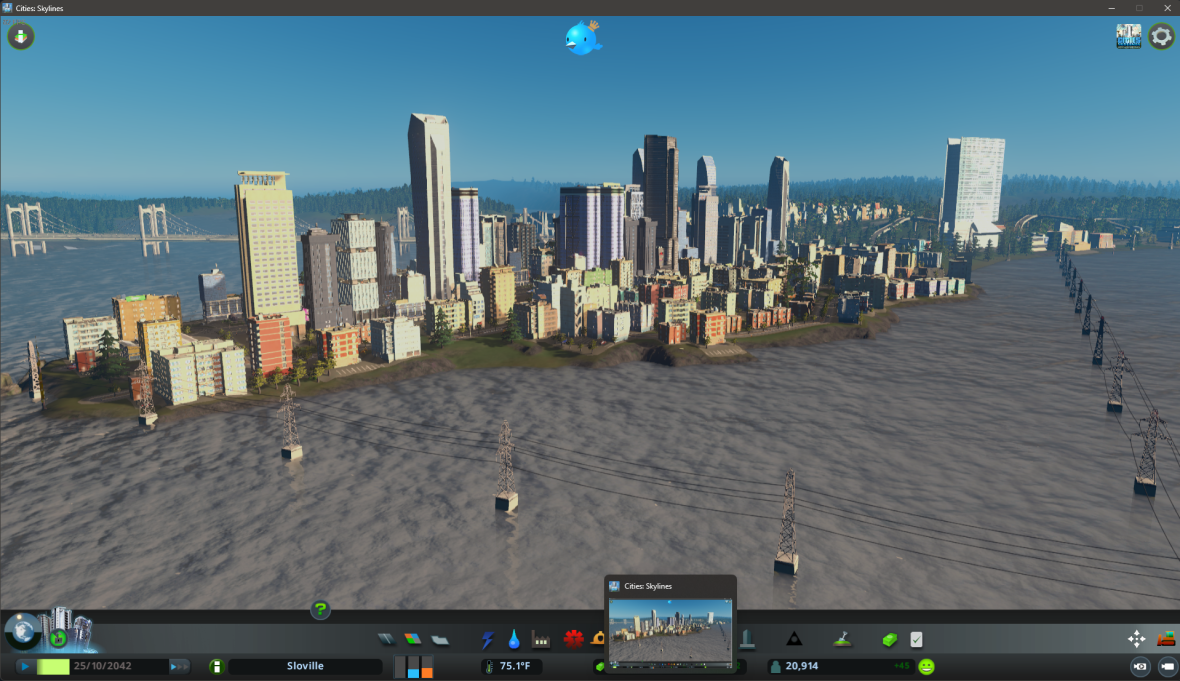 Cities: Skylines
?
Cities: Skylines
25/10/2042
Sloville
75.1°F
20,914
+45